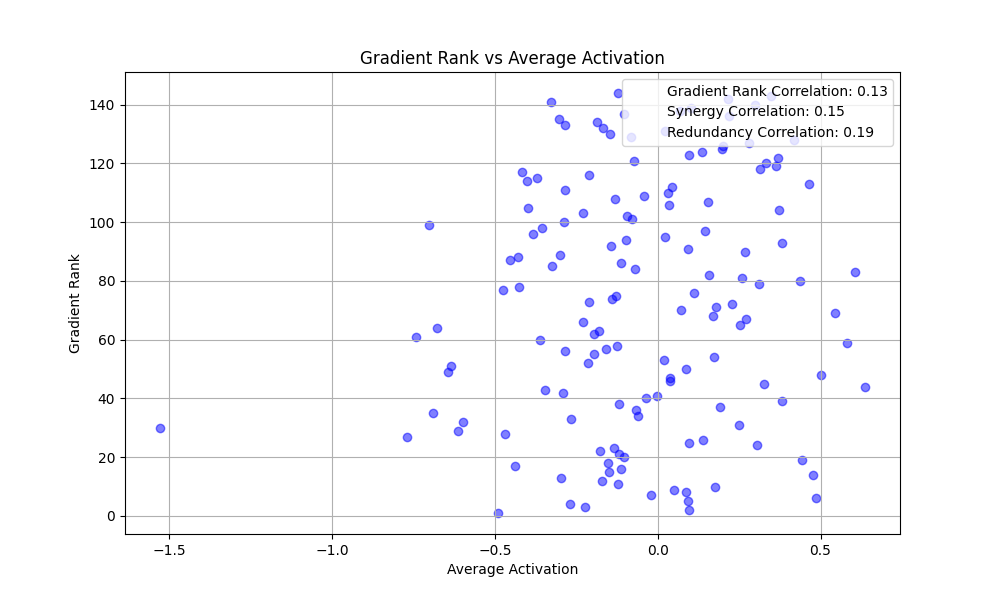 Gradient Rank vs Average Activation
Gradient Rank Correlation: 0.13
Synergy Correlation: 0.15
Redundancy Correlation: 0.19
140
120
100
80
60
40
20
0
Gradient Rank
−1.5
−1.0
−0.5
0.0
0.5
Average Activation